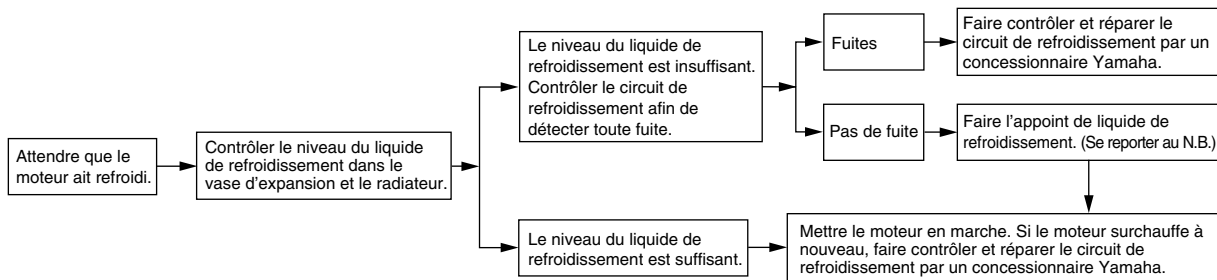 Attendre que le
moteur ait refroidi.
Contrôler le niveau du liquide
de refroidissement dans le
vase d’expansion et le radiateur.
Le niveau du liquide de
refroidissement est insuffisant.
Contrôler le circuit de
refroidissement afin de
détecter toute fuite.
Fuites
Faire contrôler et réparer le
circuit de refroidissement par un
concessionnaire Yamaha.
Pas de fuite
Faire l’appoint de liquide de
refroidissement. (Se reporter au N.B.)
Le niveau du liquide de
refroidissement est suffisant.
Mettre le moteur en marche. Si le moteur surchauffe à
nouveau, faire contrôler et réparer le circuit de
refroidissement par un concessionnaire Yamaha.